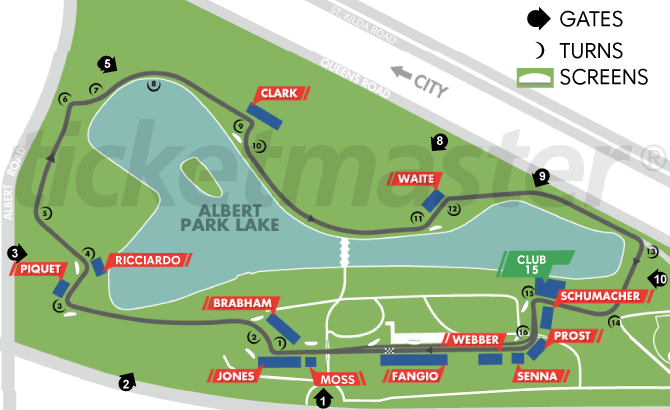 GATES
TURNS
SCREENS
ST. KILDA ROAD
QUEENS ROAD
CITY
ALBERT ROAD
ticketmaster®
ALBERT
PARK LAKE
CLARK
WAITE
RICCIARDO
PIQUET
BRABHAM
CLUB
15
SCHUMACHER
PROST
WEBBER
SENNA
JONES
MOSS
FANGIO
5
8
9
3
10
2
1
7
8
6
9
10
5
4
3
11
12
13
14
15
16
2
1